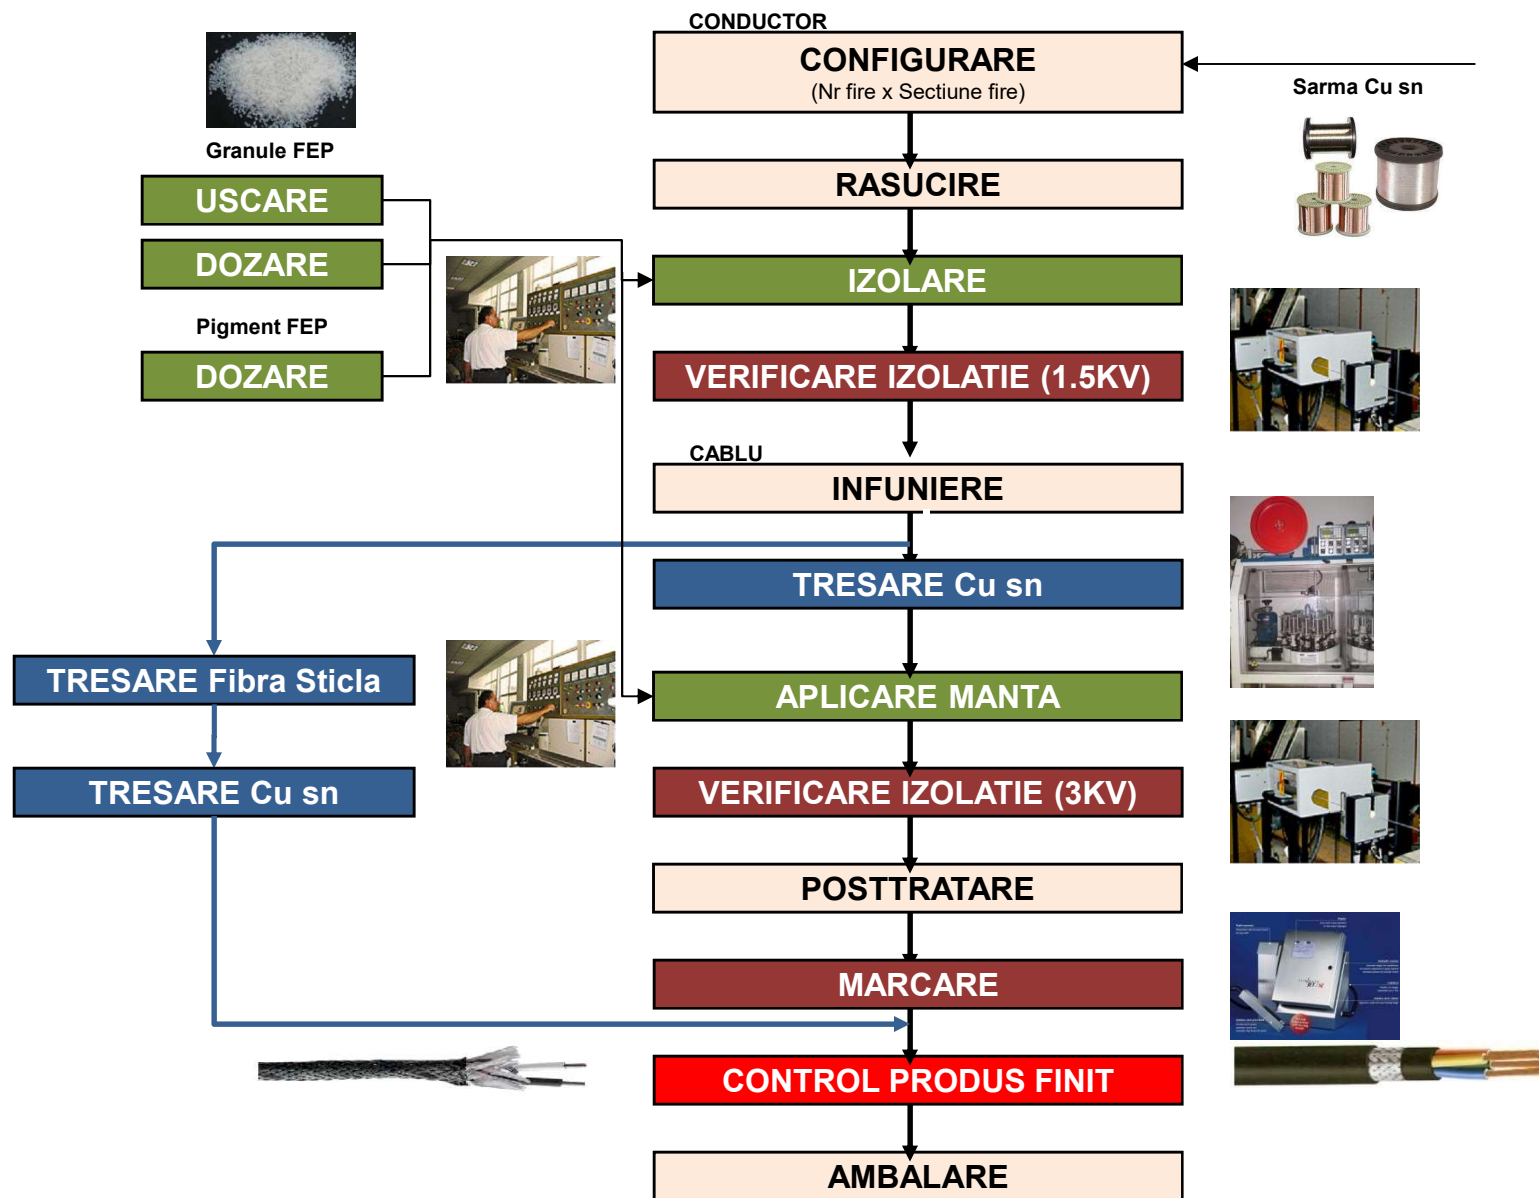 CONDUCTOR
CONFIGURARE
(Nr fire x Sectiune fire)
Sarma Cu sn
Granule FEP
USCARE
RASUCIRE
DOZARE
IZOLARE
Pigment FEP
DOZARE
VERIFICARE IZOLATIE (1.5KV)
CABLU
INFUNIERE
TRESARE Cu sn
TRESARE Fibra Sticla
APLICARE MANTA
TRESARE Cu sn
VERIFICARE IZOLATIE (3KV)
POSTTRATARE
MARCARE
CONTROL PRODUS FINIT
AMBALARE